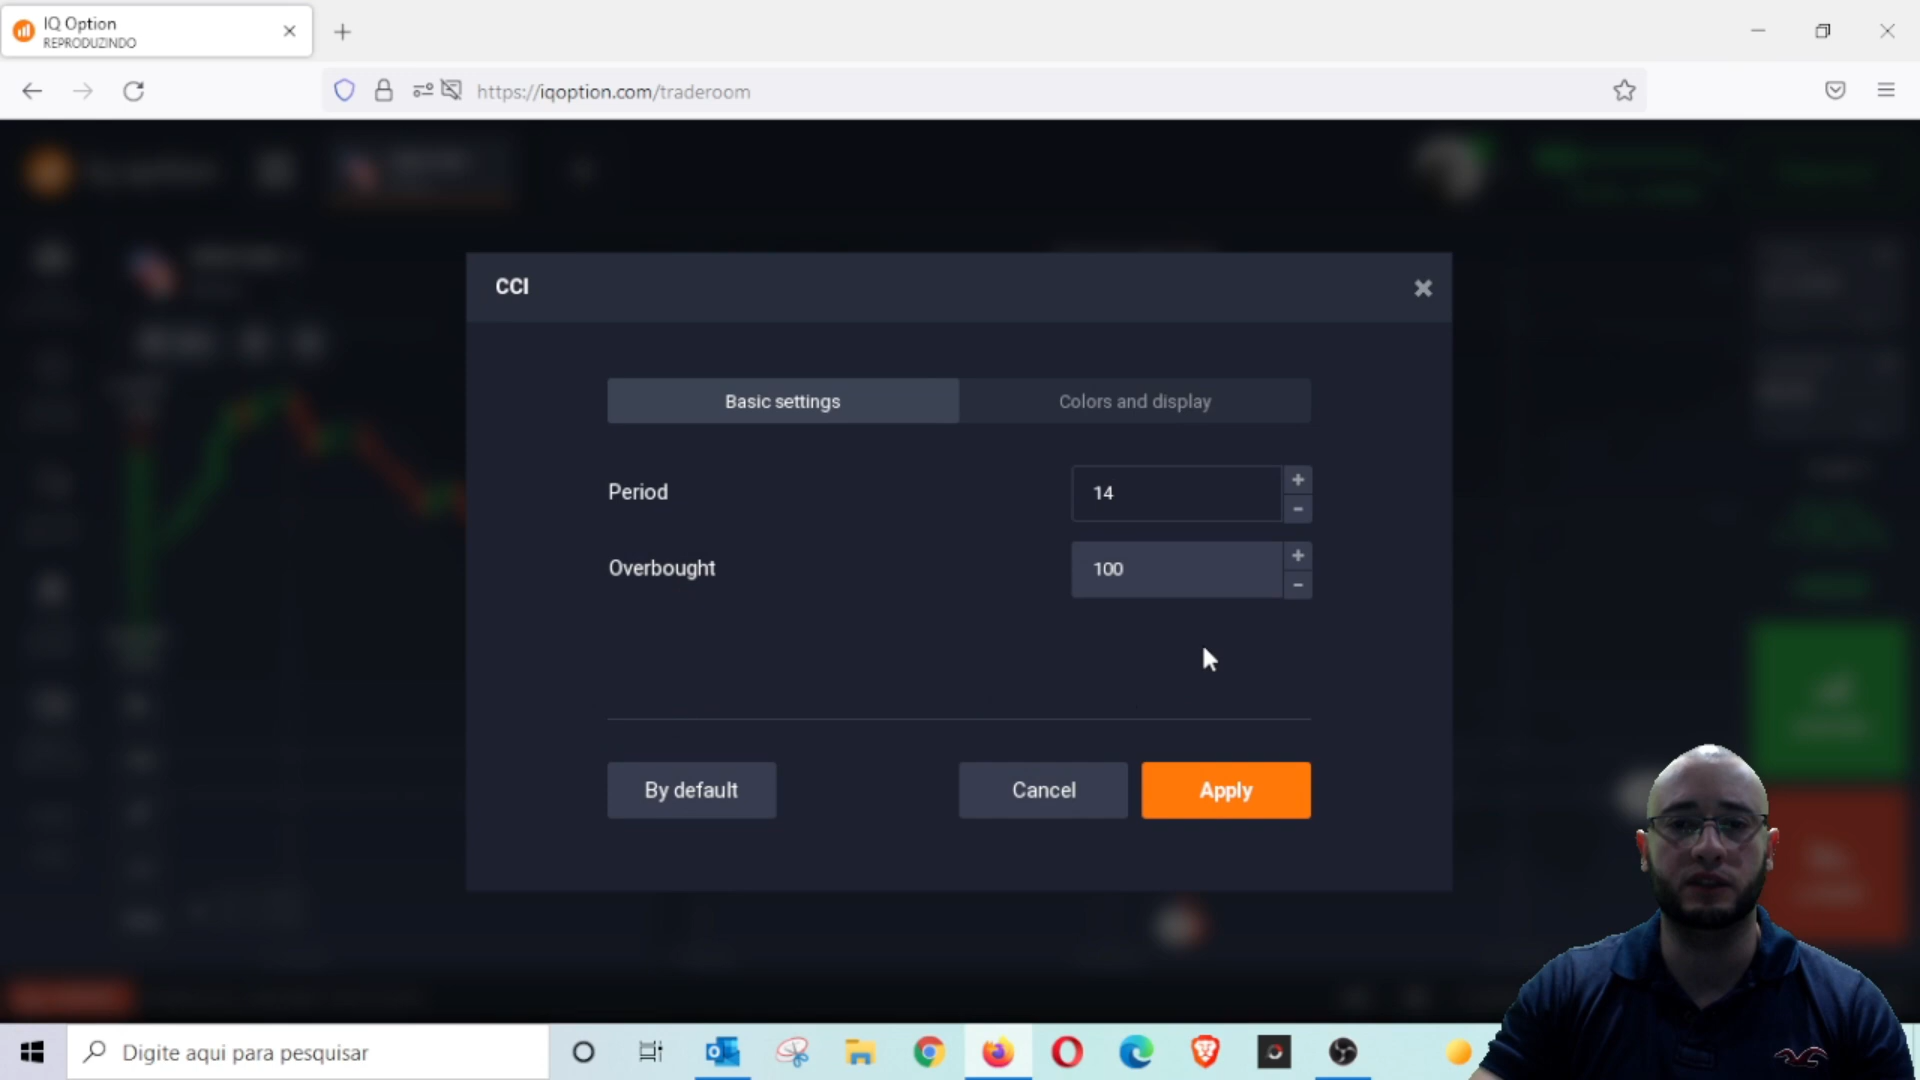 IQ Option
REPRODUZINDO
https://iqoption.com/traderoom
CCI
Basic settings
Colors and display
Period
14
Overbought
100
By default
Cancel
Apply
Digite aqui para pesquisar